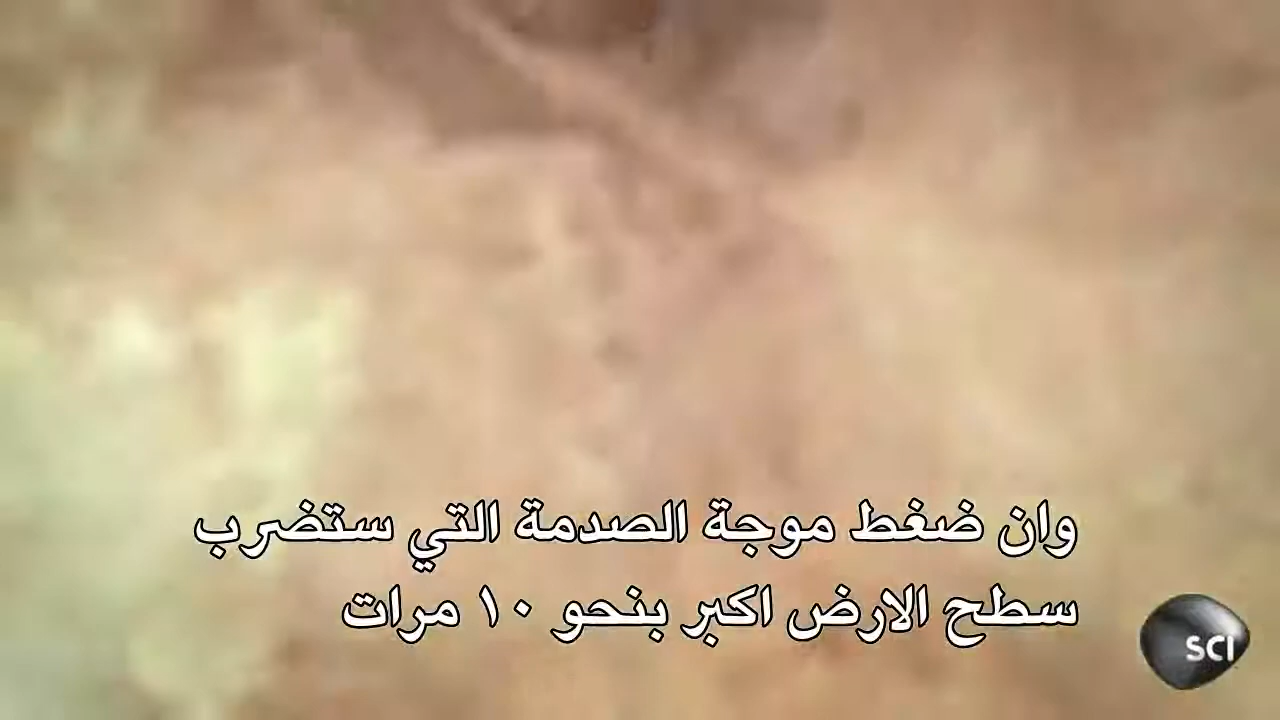 وان ضغط موجة الصدمة التي ستضرب
سطح الارض اكبر بنحو ١٠ مرات
SCI